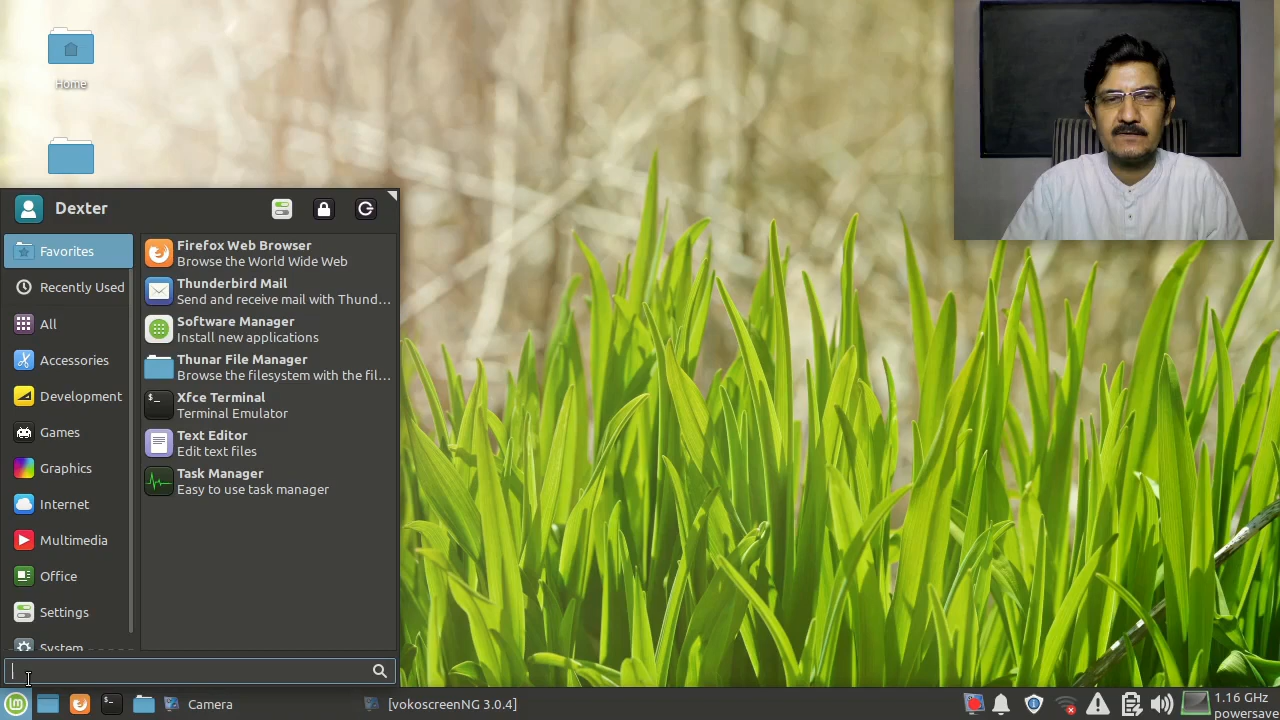 Home
Dexter
Favorites
Recently Used
All
Accessories
Development
Games
Graphics
Internet
Multimedia
Office
Settings
System
Firefox Web Browser
Browse the World Wide Web
Thunderbird Mail
Send and receive mail with Thund...
Software Manager
Install new applications
Thunar File Manager
Browse the filesystem with the fil...
Xfce Terminal
Terminal Emulator
Text Editor
Edit text files
Task Manager
Easy to use task manager
Camera
[vokoscreenNG 3.0.4]
1.16 GHz
powersave